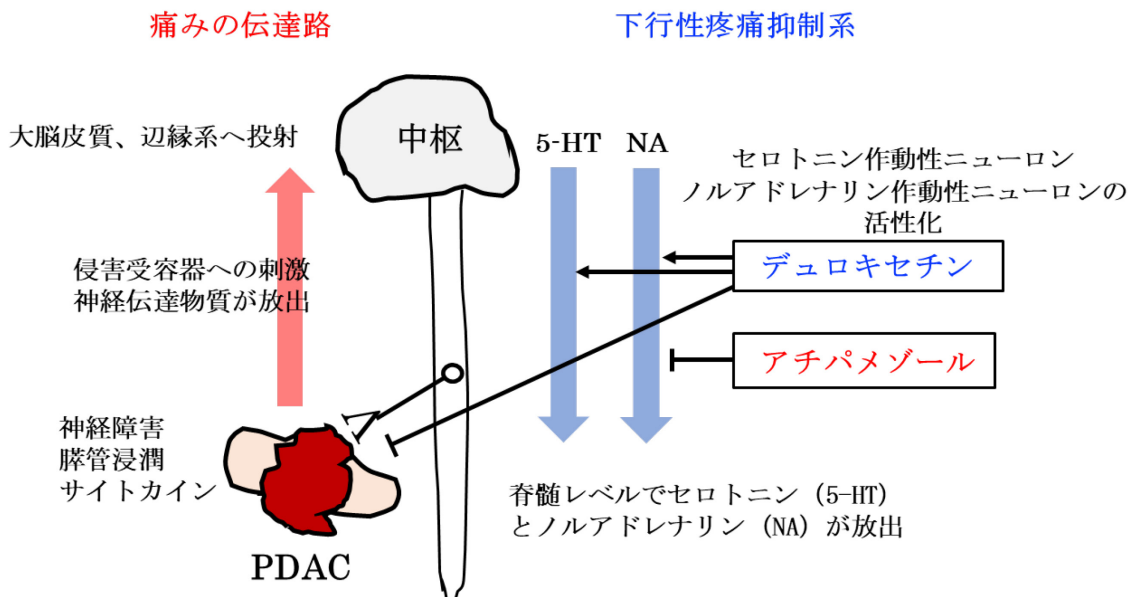 痛みの伝達路
下行性疼痛抑制系
大脳皮質、辺縁系へ投射
中枢
5-HT
NA
セロトニン作動性ニューロン
ノルアドレナリン作動性ニューロンの
活性化
デュロキセチン
侵害受容器への刺激
神経伝達物質が放出
アチパメゾール
神経障害
膵管浸潤
サイトカイン
脊髄レベルでセロトニン (5-HT)
とノルアドレナリン (NA) が放出
PDAC